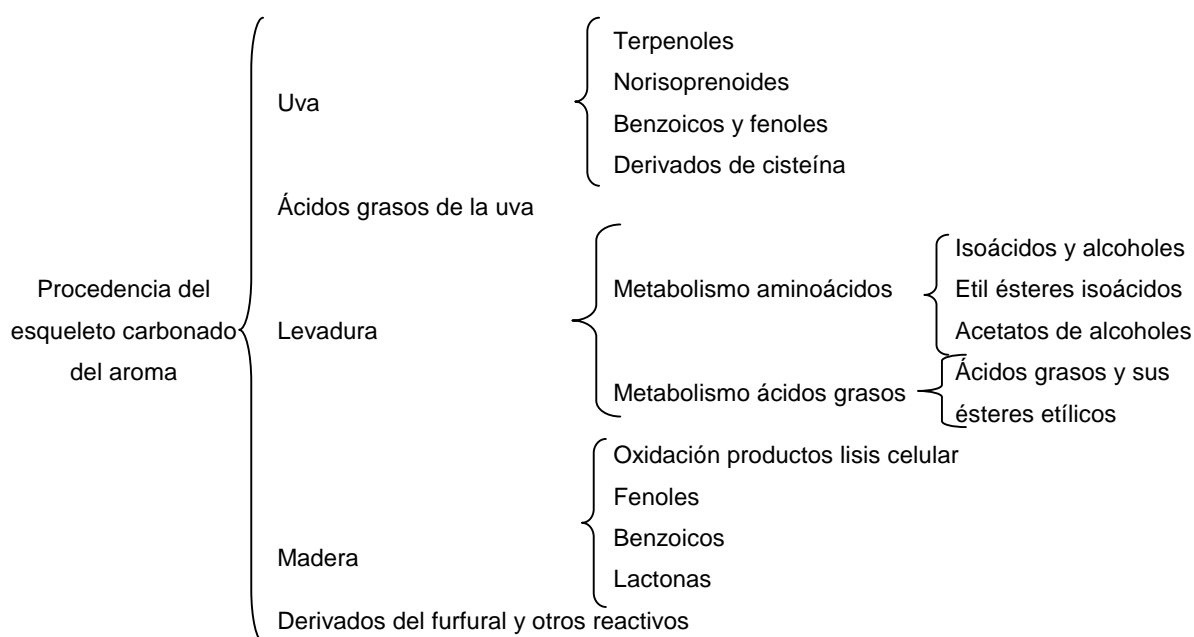 Procedencia del
esqueleto carbonado
del aroma
Uva
Terpenoles
Norisoprenoides
Benzoicos y fenoles
Derivados de cisteína
Ácidos grasos de la uva
Levadura
Metabolismo aminoácidos
Isoácidos y alcoholes
Etil ésteres isoácidos
Acetatos de alcoholes
Metabolismo ácidos grasos
Ácidos grasos y sus
ésteres etílicos
Madera
Oxidación productos lisis celular
Fenoles
Benzoicos
Lactonas
Derivados del furfural y otros reactivos